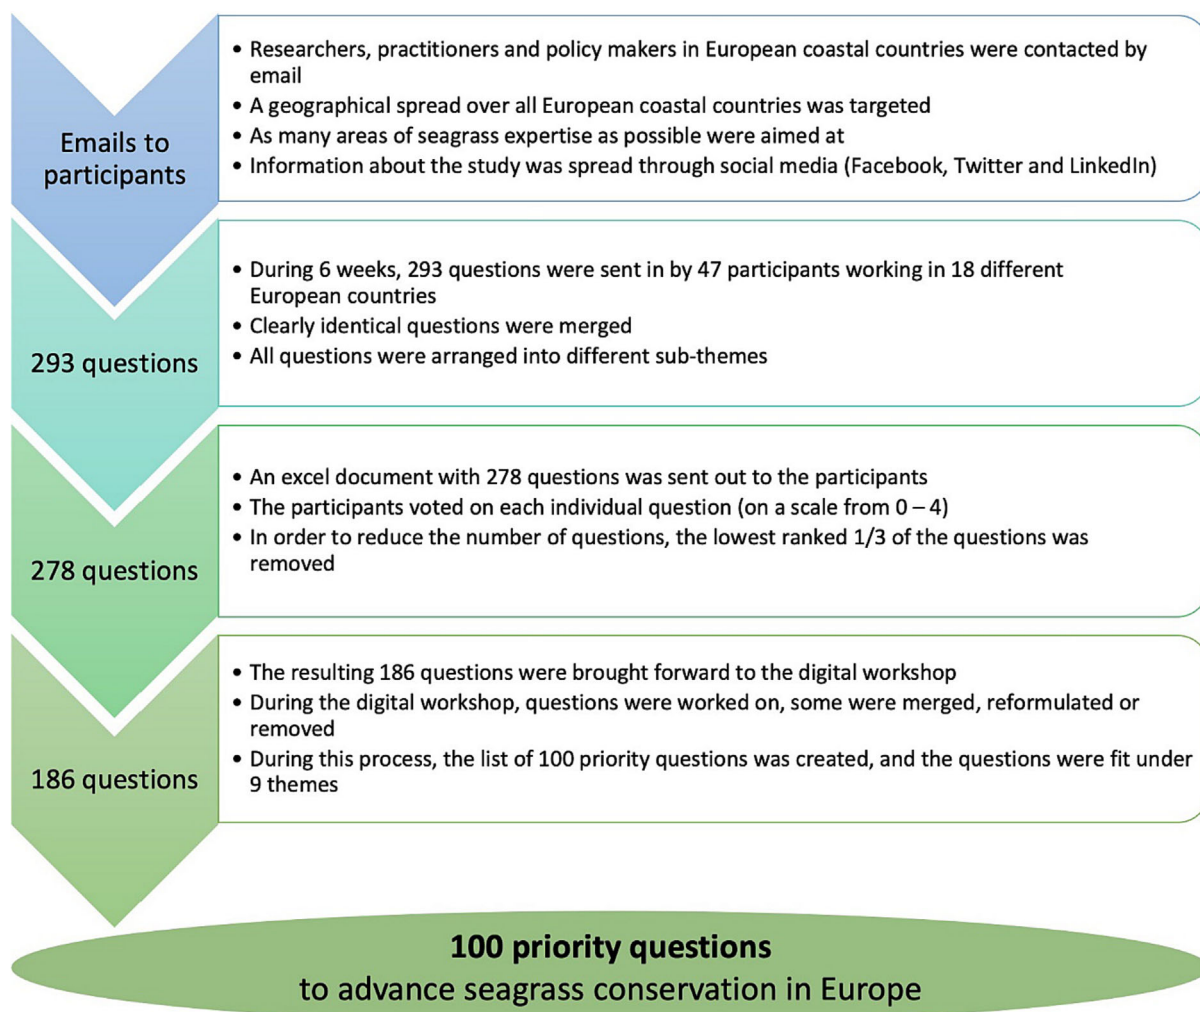 Emails to
participants
• Researchers, practitioners and policy makers in European coastal countries were contacted by
email
• A geographical spread over all European coastal countries was targeted
• As many areas of seagrass expertise as possible were aimed at
• Information about the study was spread through social media (Facebook, Twitter and LinkedIn)
293 questions
• During 6 weeks, 293 questions were sent in by 47 participants working in 18 different
European countries
• Clearly identical questions were merged
• All questions were arranged into different sub-themes
278 questions
• An excel document with 278 questions was sent out to the participants
• The participants voted on each individual question (on a scale from 0 – 4)
• In order to reduce the number of questions, the lowest ranked 1/3 of the questions was
removed
186 questions
• The resulting 186 questions were brought forward to the digital workshop
• During the digital workshop, questions were worked on, some were merged, reformulated or
removed
• During this process, the list of 100 priority questions was created, and the questions were fit under
9 themes
100 priority questions
to advance seagrass conservation in Europe